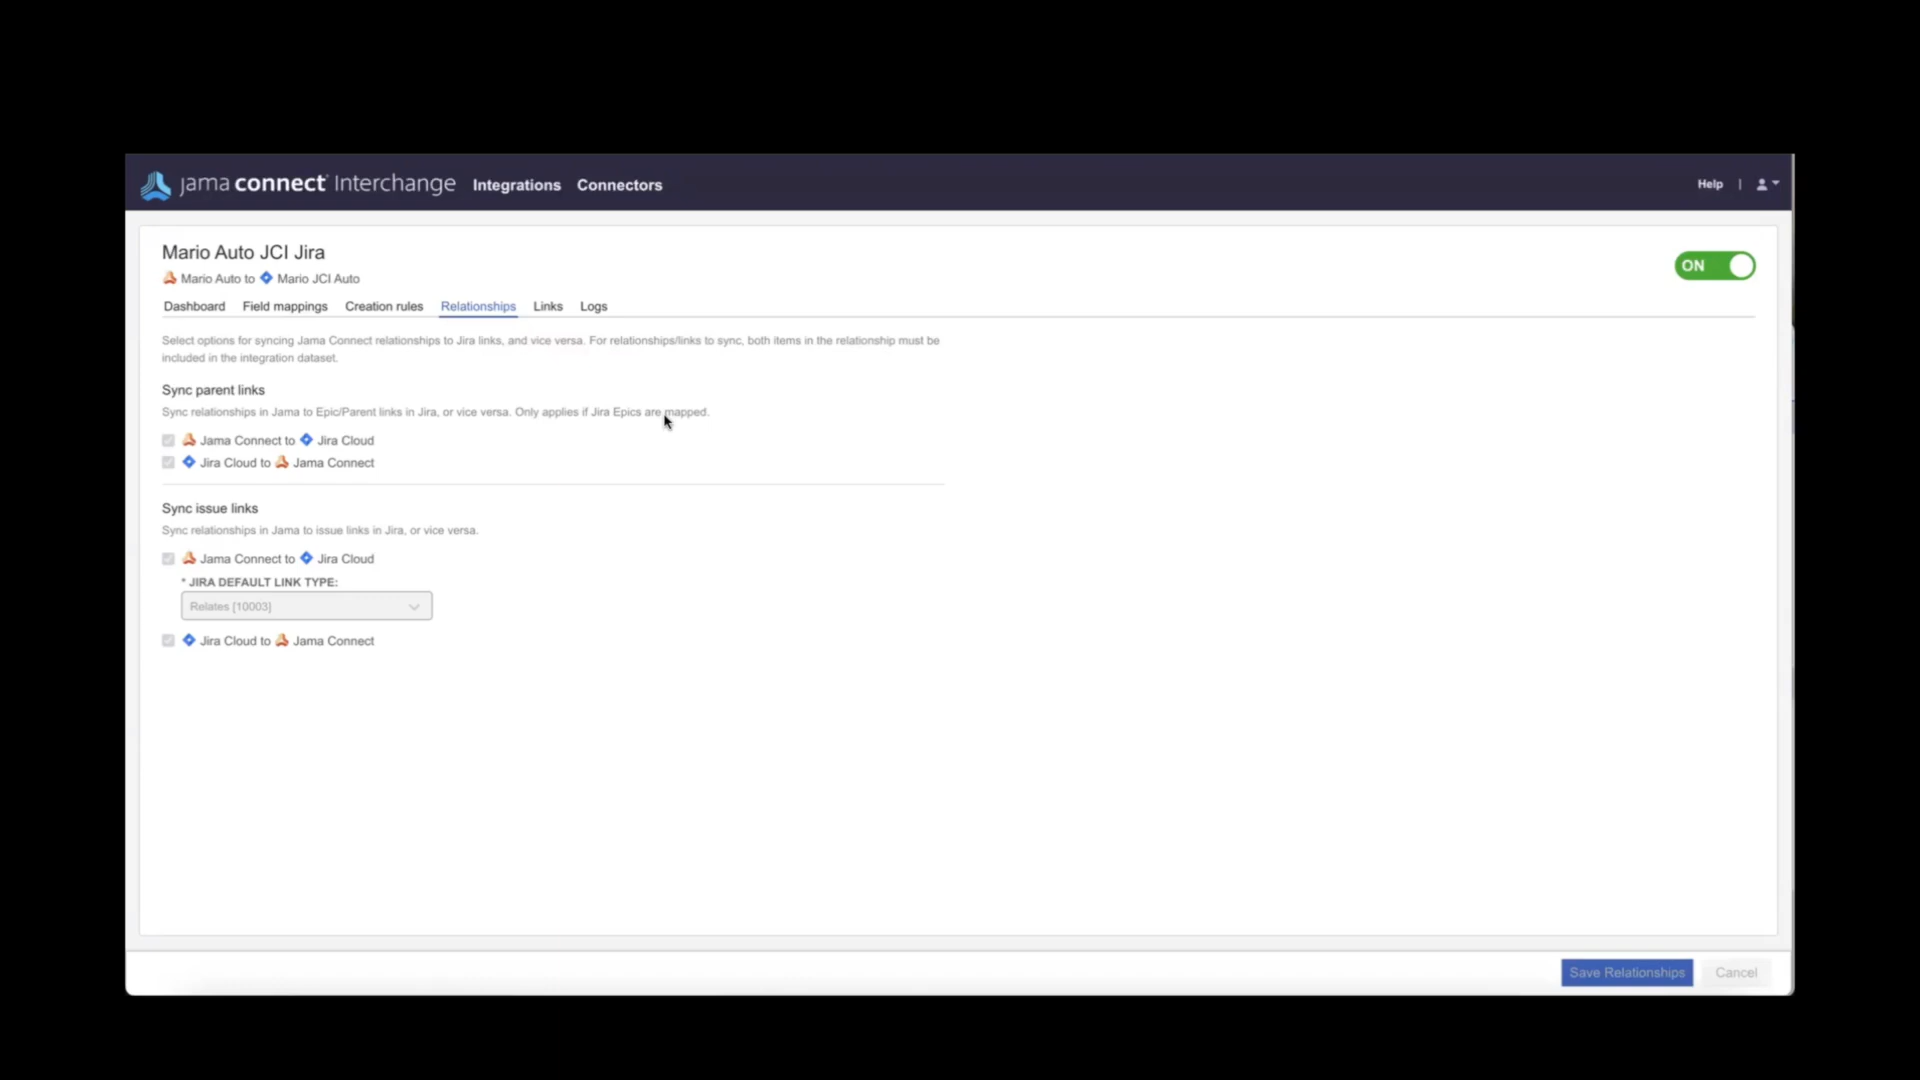 jama connect Interchange Integrations Connectors Help |
Mario Auto JCI Jira
ON
Mario Auto to Mario JCI Auto
Dashboard Field mappings Creation rules Relationships Links Logs
Select options for syncing Jama Connect relationships to Jira links, and vice versa. For relationships/links to sync, both items in the relationship must be
included in the integration dataset.
Sync parent links
Sync relationships in Jama to Epic/Parent links in Jira, or vice versa. Only applies if Jira Epics are mapped.
Jama Connect to Jira Cloud
Jira Cloud to Jama Connect
Sync issue links
Sync relationships in Jama to issue links in Jira, or vice versa.
Jama Connect to Jira Cloud
* JIRA DEFAULT LINK TYPE:
Relates [10003]
Jira Cloud to Jama Connect
Save Relationships Cancel